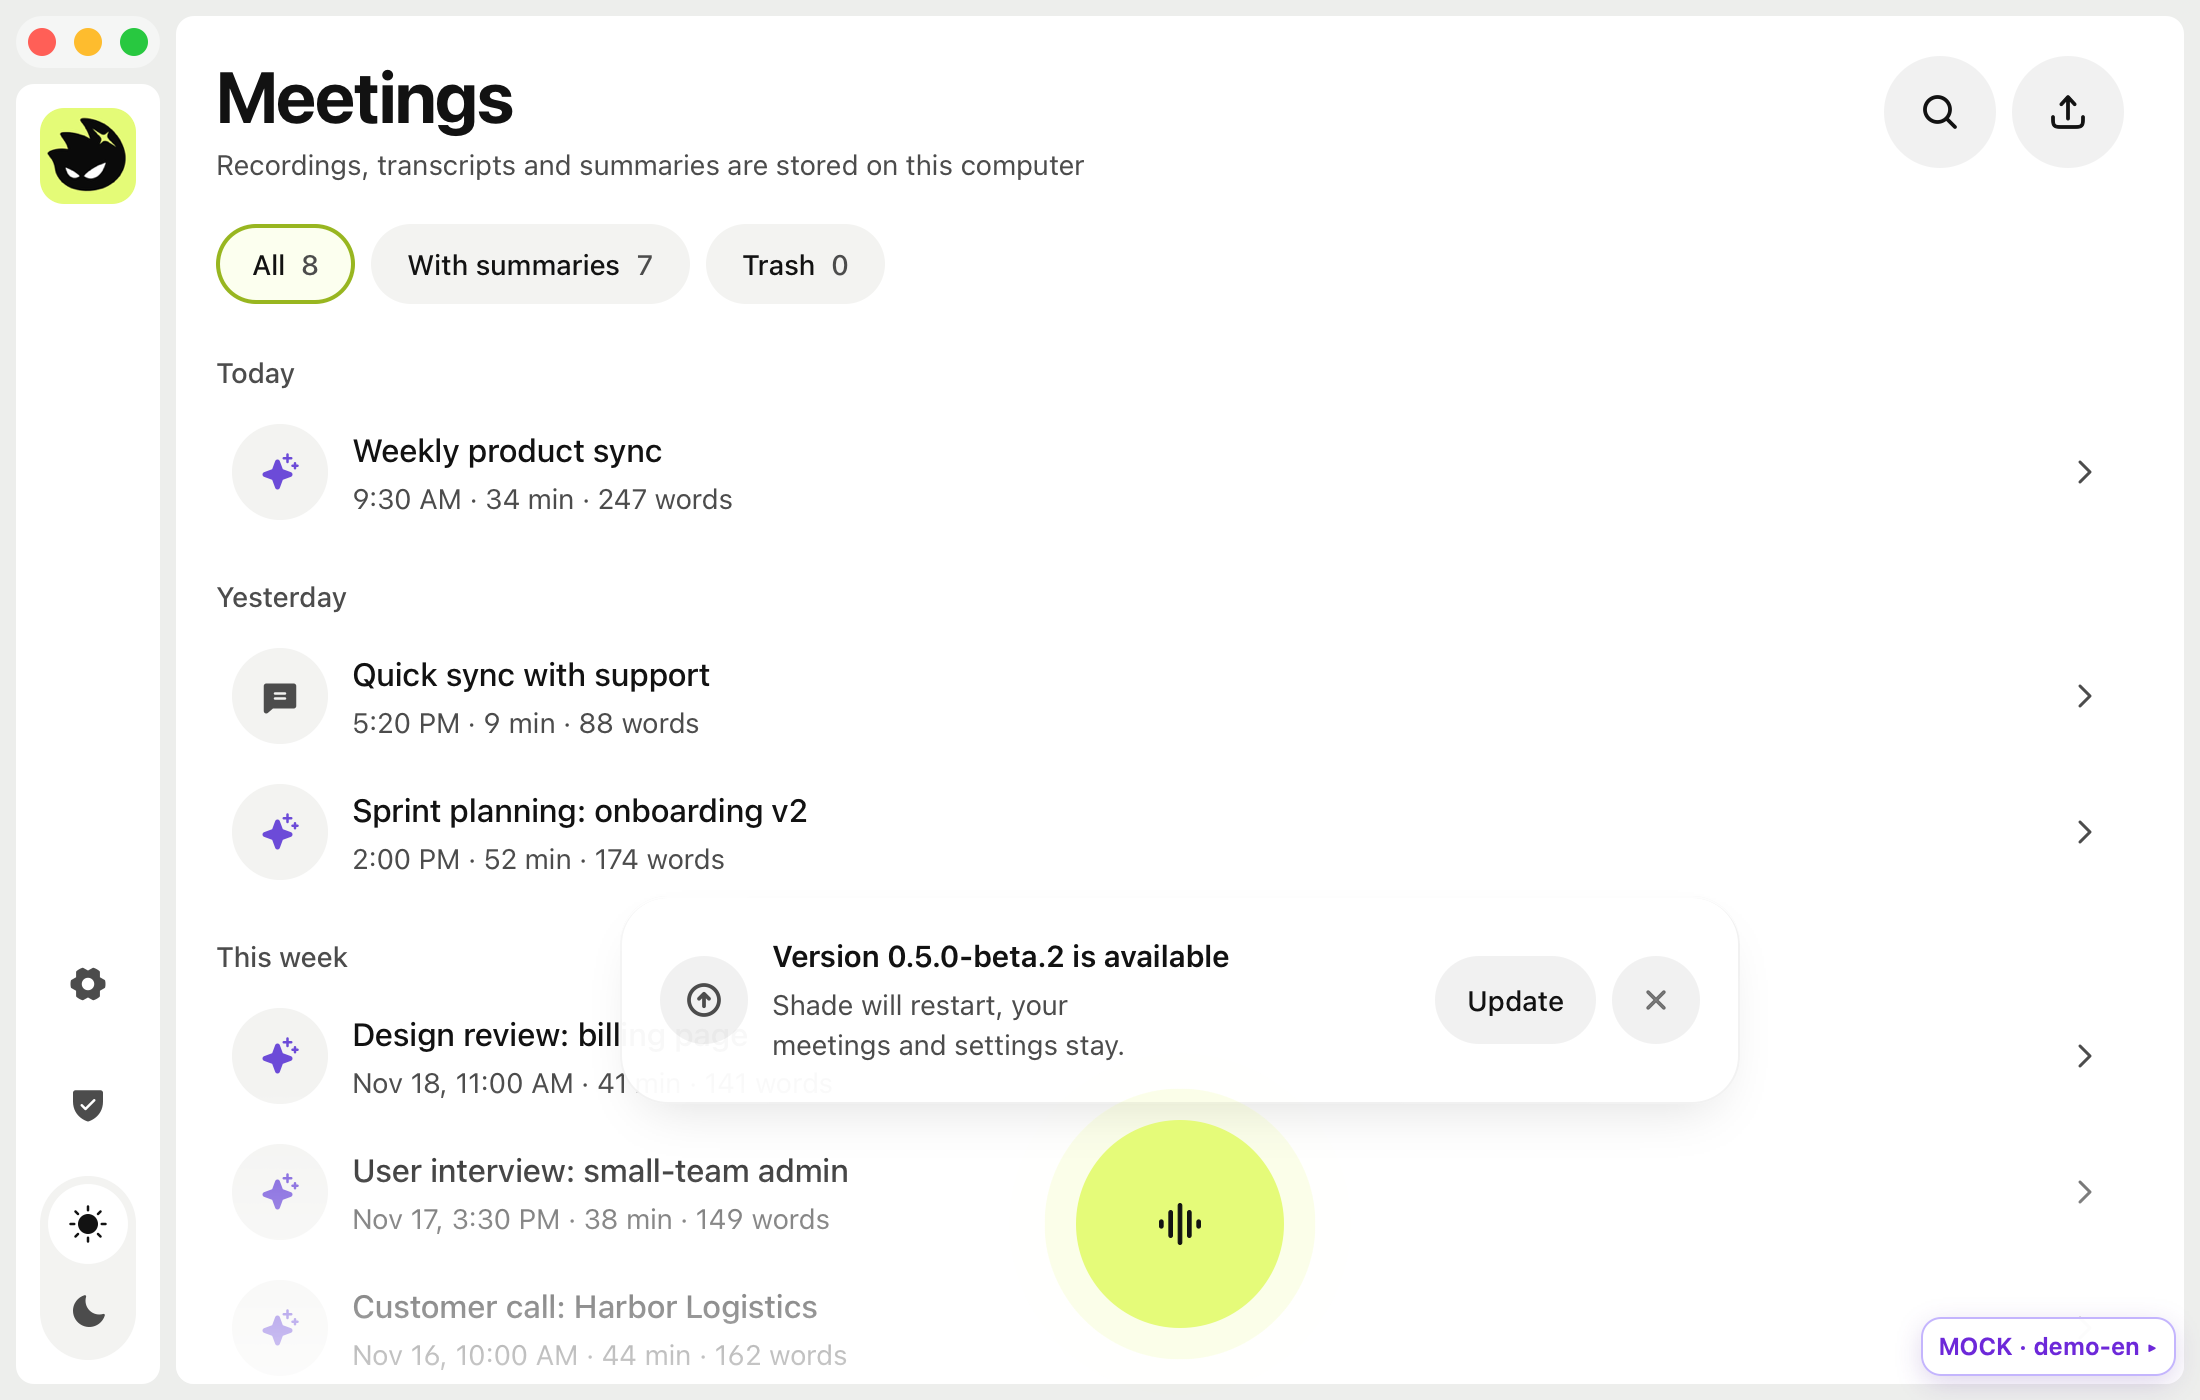 Meetings
Recordings, transcripts and summaries are stored on this computer
All 8
With summaries 7
Trash 0
Today
Weekly product sync
9:30 AM · 34 min · 247 words
Yesterday
Quick sync with support
5:20 PM · 9 min · 88 words
Sprint planning: onboarding v2
2:00 PM · 52 min · 174 words
This week
Design review: billing page
Nov 18, 11:00 AM · 41 min · 141 words
Version 0.5.0-beta.2 is available
Shade will restart, your
meetings and settings stay.
Update
User interview: small-team admin
Nov 17, 3:30 PM · 38 min · 149 words
Customer call: Harbor Logistics
Nov 16, 10:00 AM · 44 min · 162 words
MOCK · demo-en ▸